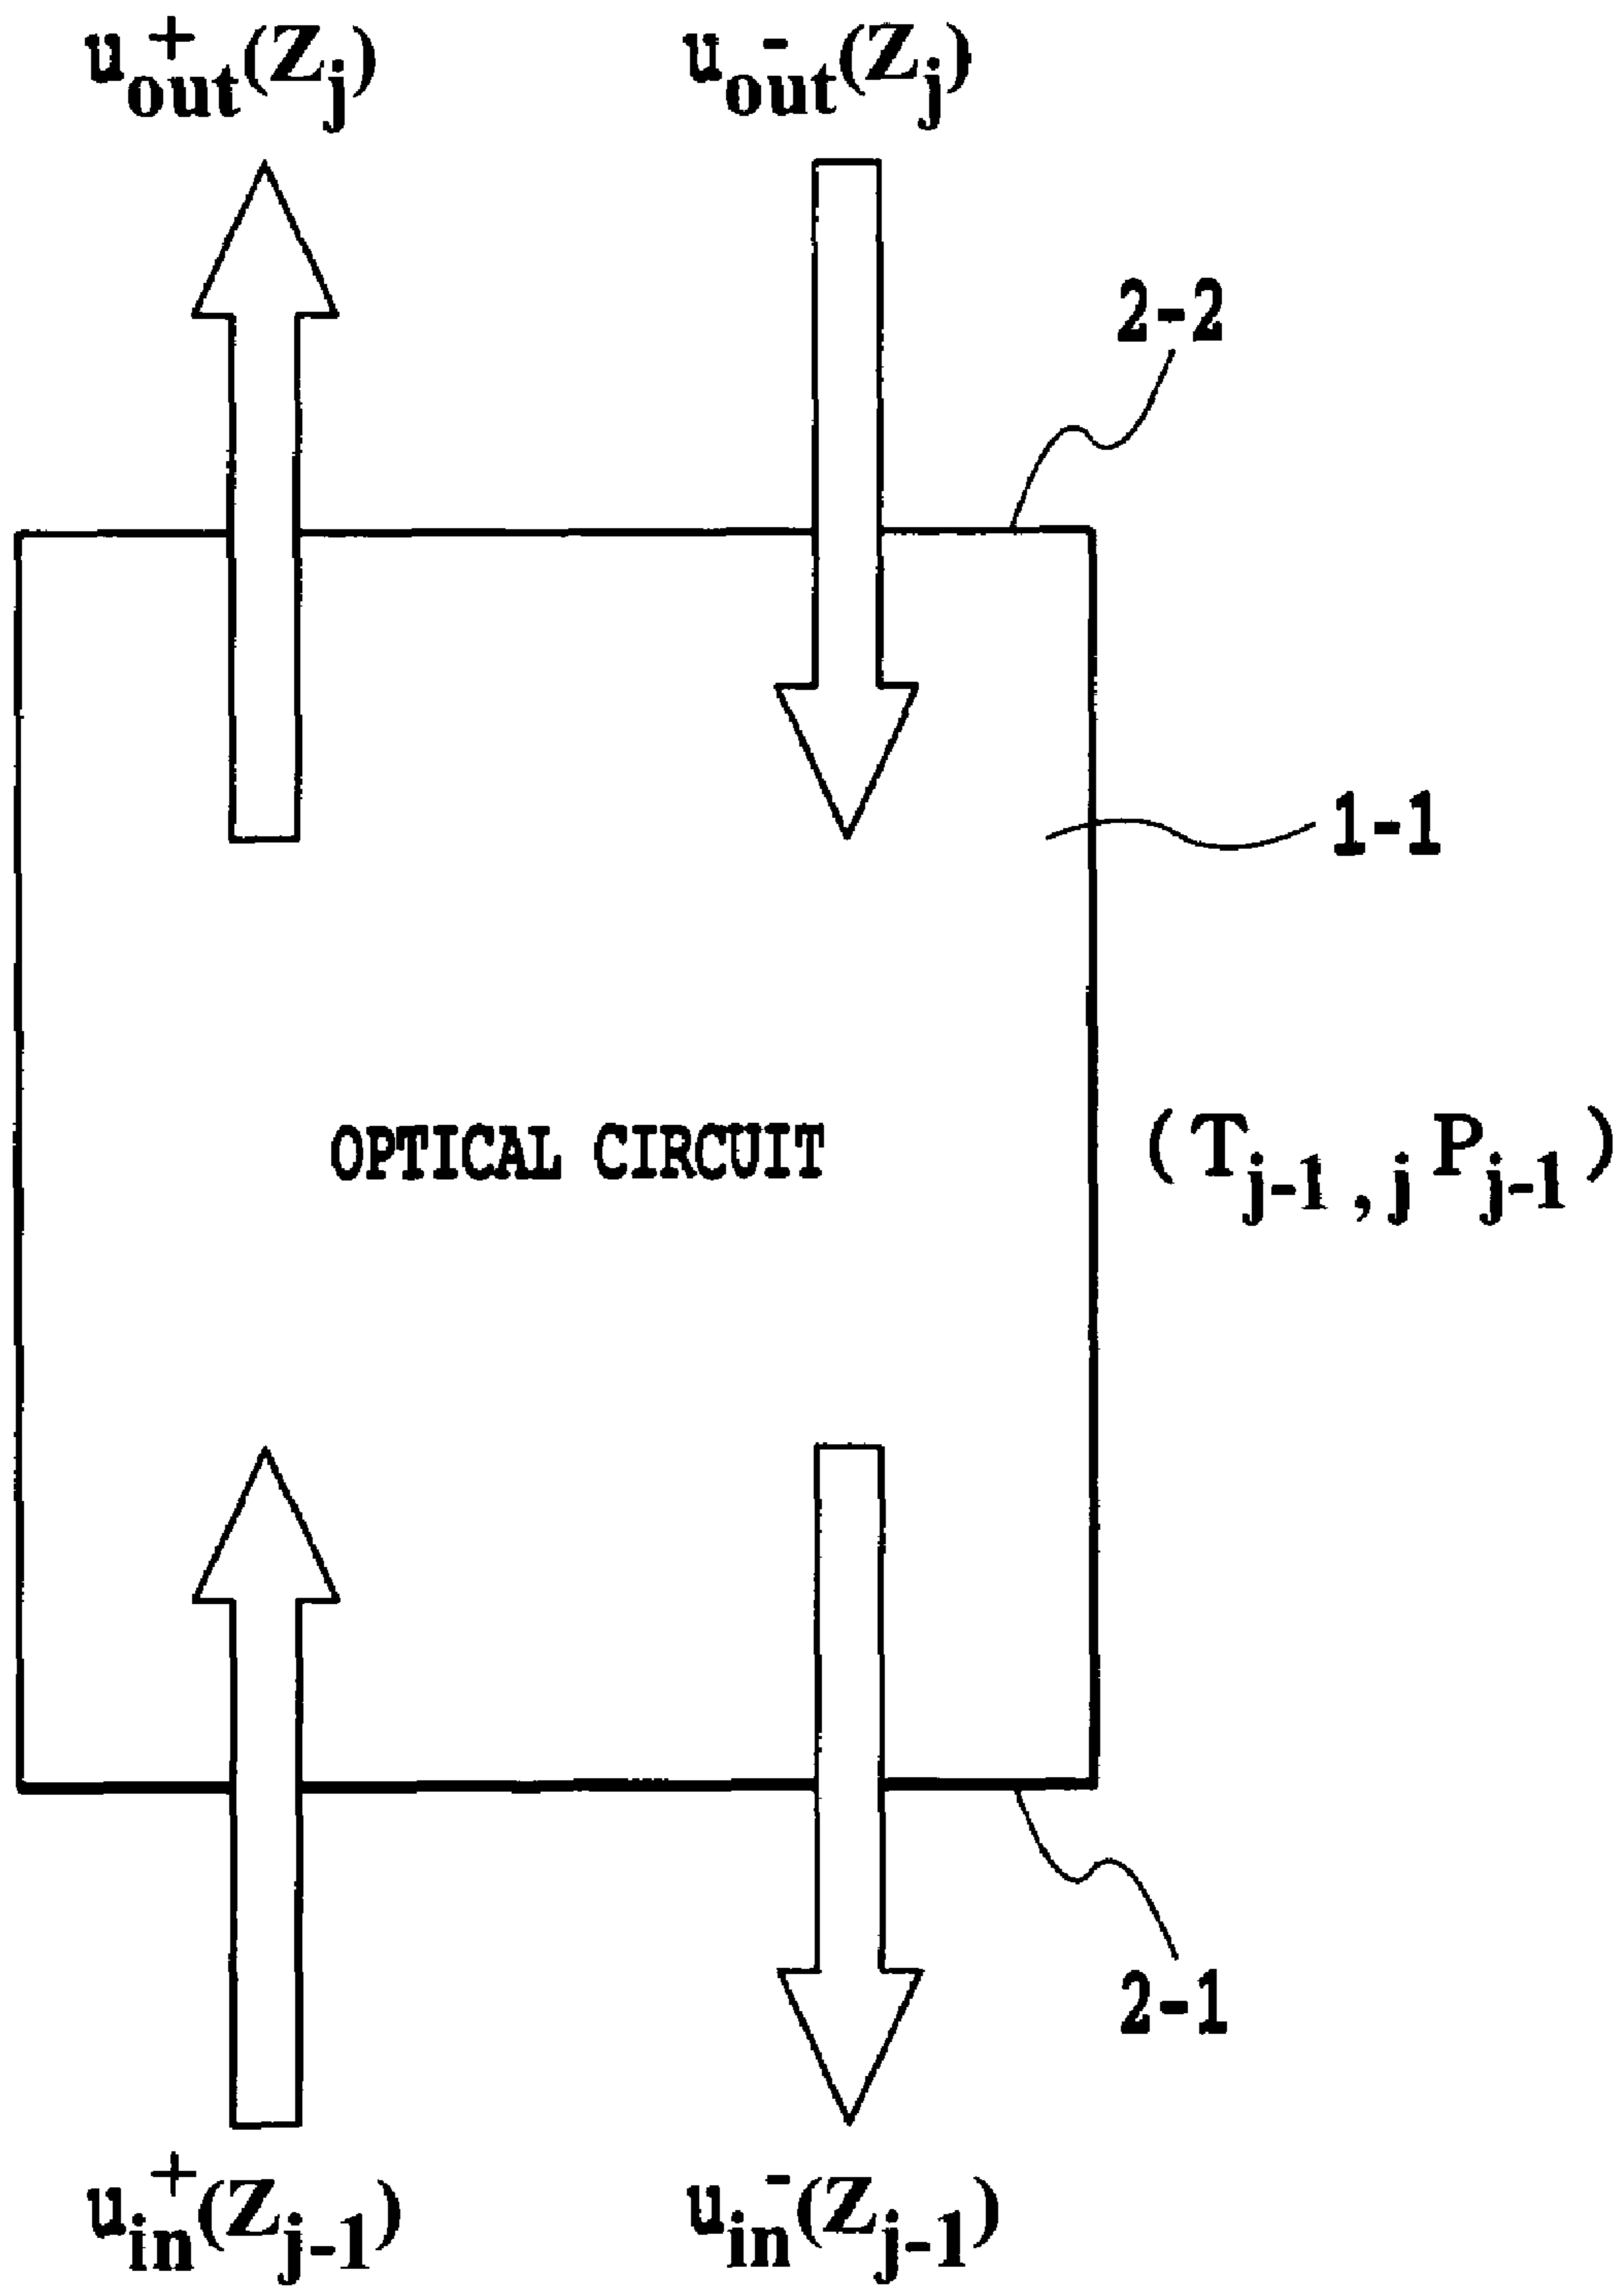 u⁺out(Zj) u⁻out(Zj)
2-2
1-1
OPTICAL CIRCUIT (Tj-1,jPj-1)
2-1
u⁺in(Zj-1) u⁻in(Zj-1)